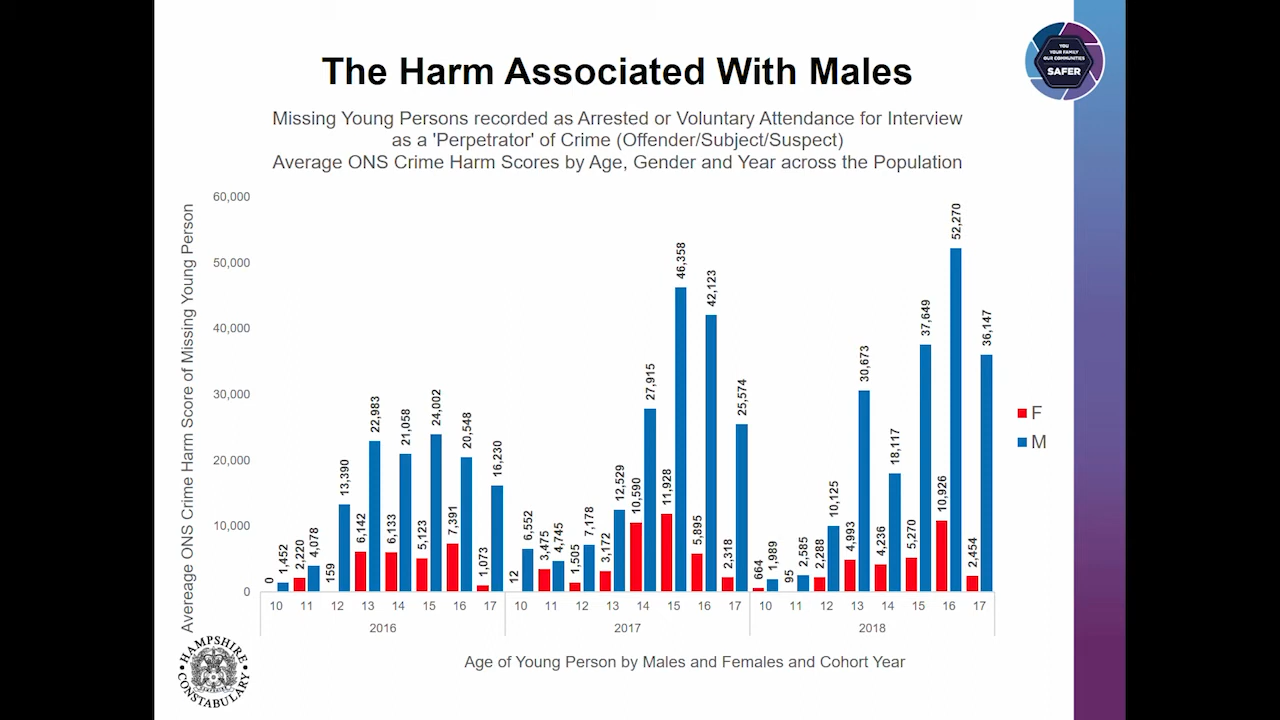 The Harm Associated With Males
YOU
YOUR FAMILY
OUR COMMUNITIES
SAFER
Missing Young Persons recorded as Arrested or Voluntary Attendance for Interview
as a 'Perpetrator' of Crime (Offender/Subject/Suspect)
Average ONS Crime Harm Scores by Age, Gender and Year across the Population
Avereage ONS Crime Harm Score of Missing Young Person
60,000
50,000
40,000
30,000
20,000
10,000
0
0 1,452 2,220 4,078 159 13,390 6,142 22,983 6,133 21,058 5,123 24,002 7,391 20,548 1,073 16,230
12 6,552 3,475 4,745 1,505 7,178 3,172 12,529 10,590 27,915 11,928 46,358 5,895 42,123 2,318 25,574
664 1,989 95 2,585 2,288 10,125 4,993 30,673 4,236 18,117 5,270 37,649 10,926 52,270 2,454 36,147
F
M
10 11 12 13 14 15 16 17 10 11 12 13 14 15 16 17 10 11 12 13 14 15 16 17
2016 2017 2018
Age of Young Person by Males and Females and Cohort Year
HAMPSHIRE
CONSTABULARY